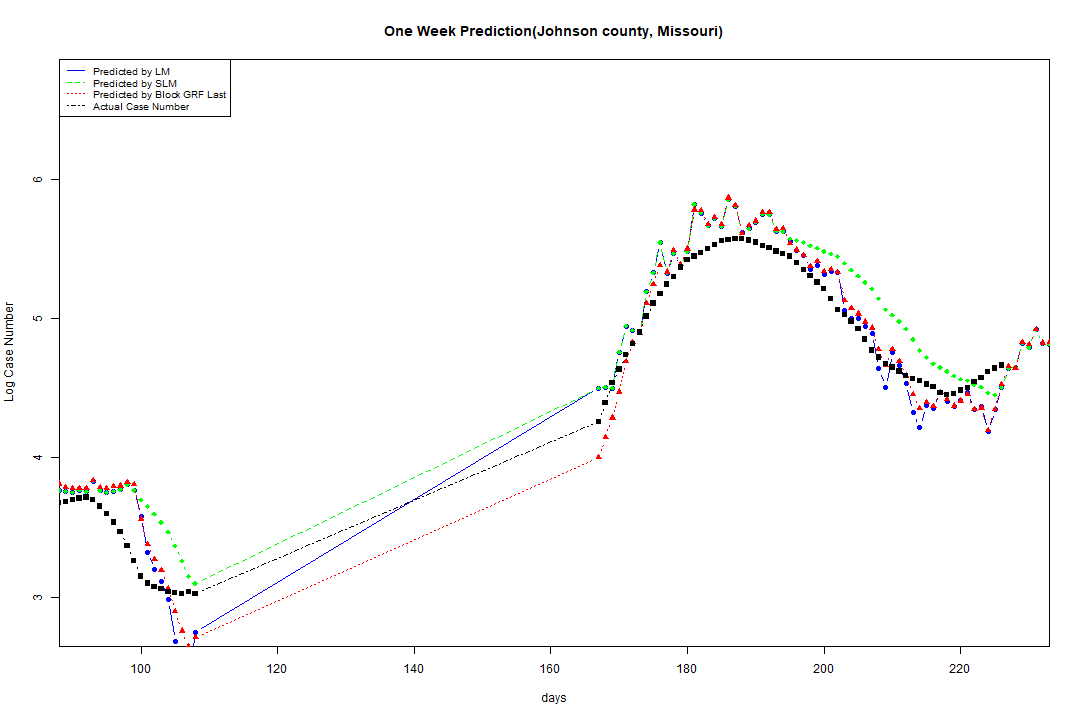 One Week Prediction(Johnson county, Missouri)
Predicted by LM
Predicted by SLM
Predicted by Block GRF Last
Actual Case Number
Log Case Number
6
5
4
3
100 120 140 160 180 200 220
days